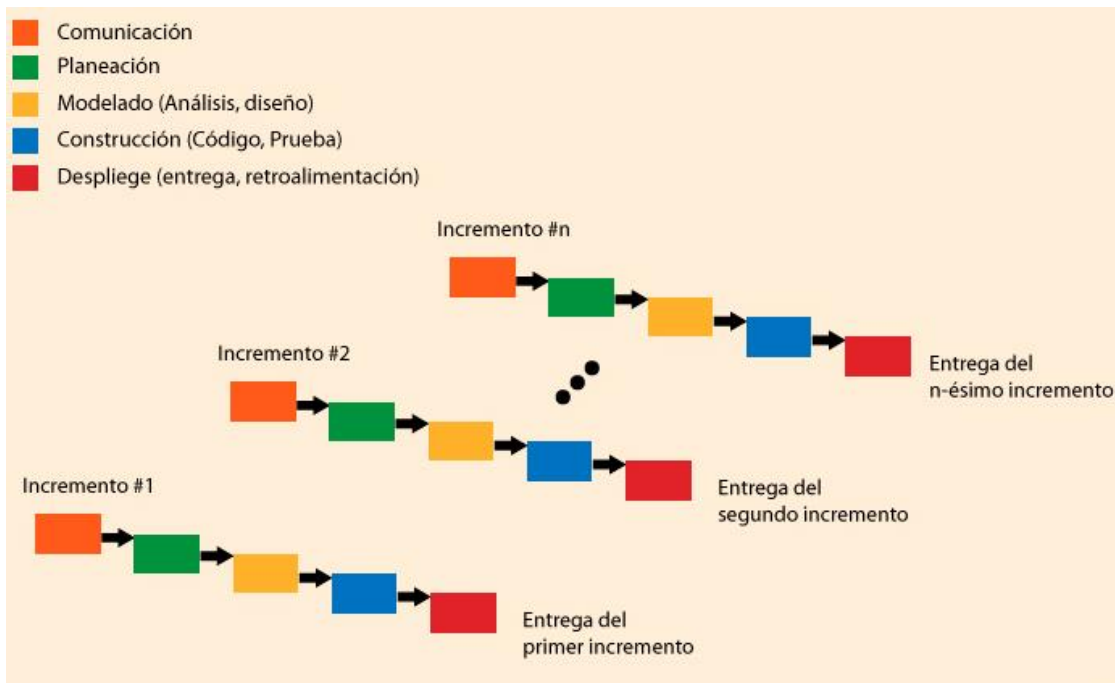 Comunicación
Planeación
Modelado (Análisis, diseño)
Construcción (Código, Prueba)
Despliege (entrega, retroalimentación)
Incremento #n
Entrega del
n-ésimo incremento
Incremento #2
Entrega del
segundo incremento
Incremento #1
Entrega del
primer incremento